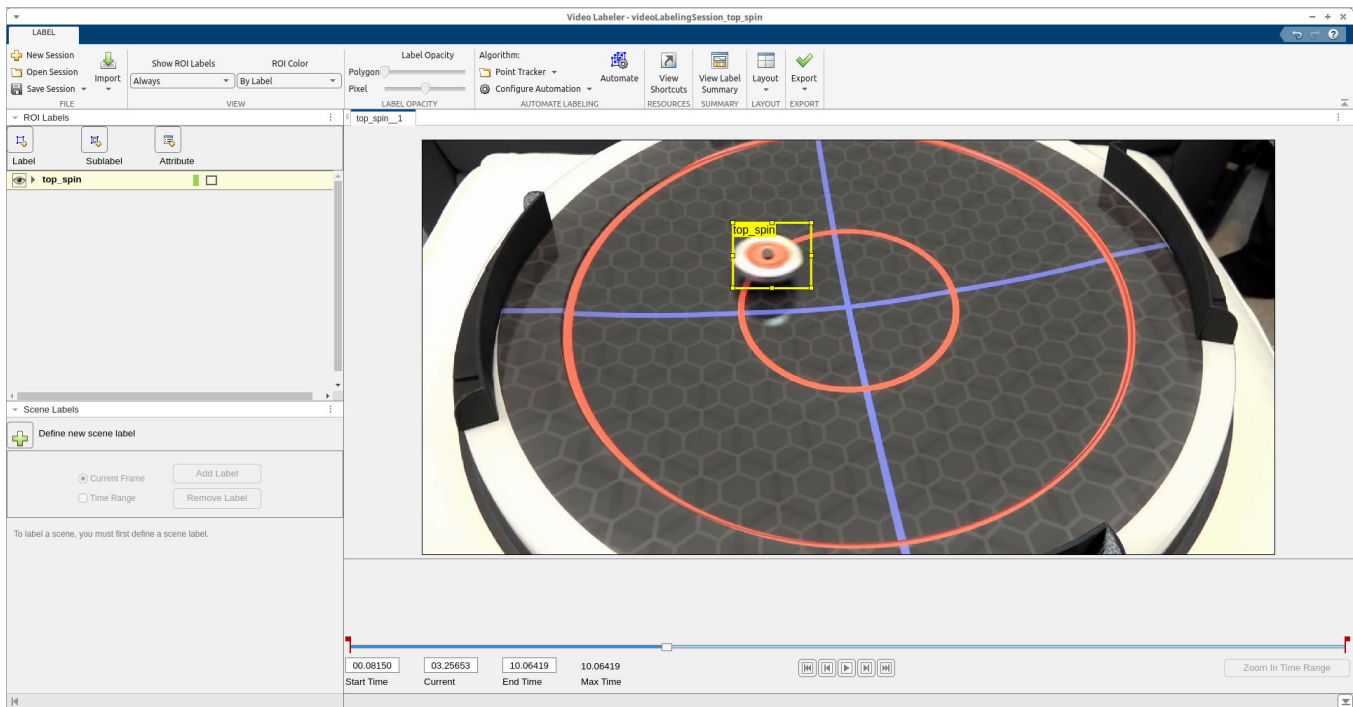 Video Labeler - videoLabelingSession_top_spin
LABEL
New Session
Open Session
Save Session
Import
FILE
Show ROI Labels
ROI Color
Always
By Label
VIEW
Label Opacity
Polygon
Pixel
LABEL OPACITY
Algorithm:
Point Tracker
Configure Automation
Automate
AUTOMATE LABELING
View Shortcuts
RESOURCES
View Label Summary
SUMMARY
Layout
LAYOUT
Export
EXPORT
ROI Labels
Label
Sublabel
Attribute
top_spin
Scene Labels
Define new scene label
Current Frame
Add Label
Time Range
Remove Label
To label a scene, you must first define a scene label.
top_spin__1
top_spin
00.08150
03.25653
10.06419
10.06419
Start Time
Current
End Time
Max Time
Zoom In Time Range